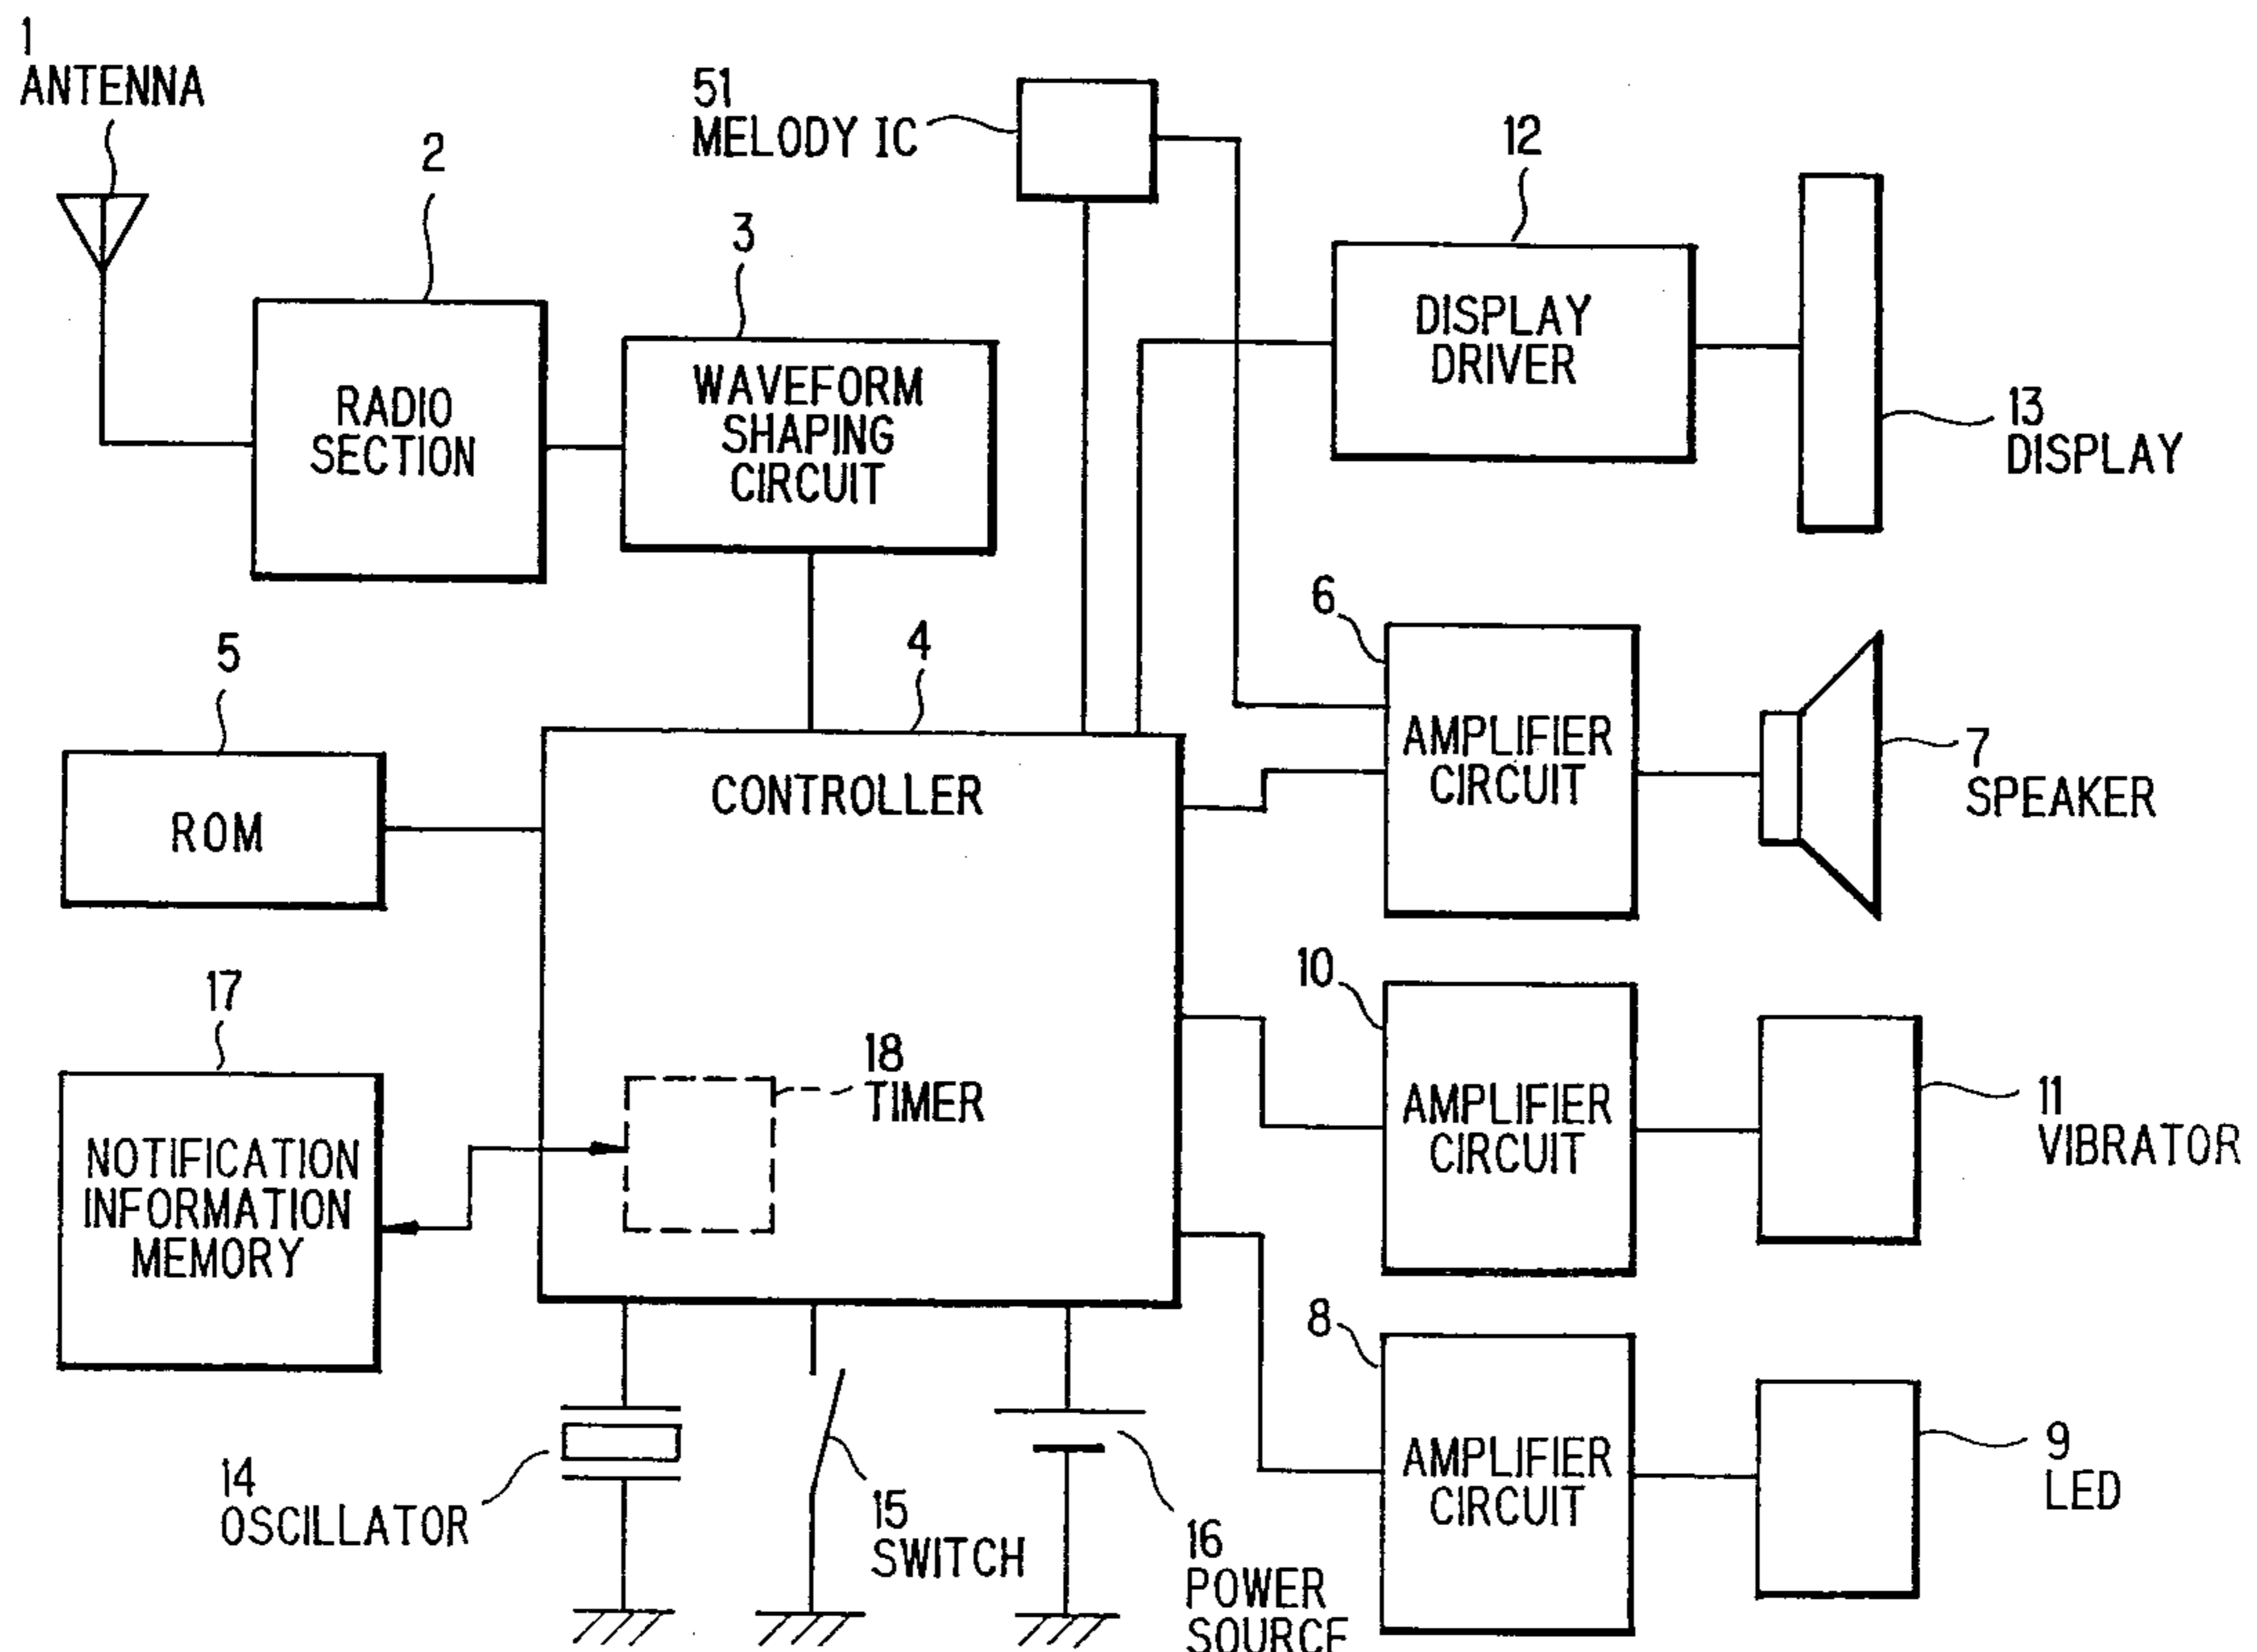 1
ANTENNA
2
3
51
MELODY IC
12
RADIO
SECTION
WAVEFORM
SHAPING
CIRCUIT
DISPLAY
DRIVER
13
DISPLAY
5
ROM
4
CONTROLLER
6
AMPLIFIER
CIRCUIT
7
SPEAKER
17
NOTIFICATION
INFORMATION
MEMORY
18
TIMER
10
AMPLIFIER
CIRCUIT
11
VIBRATOR
14
OSCILLATOR
15
SWITCH
16
POWER
SOURCE
8
AMPLIFIER
CIRCUIT
9
LED